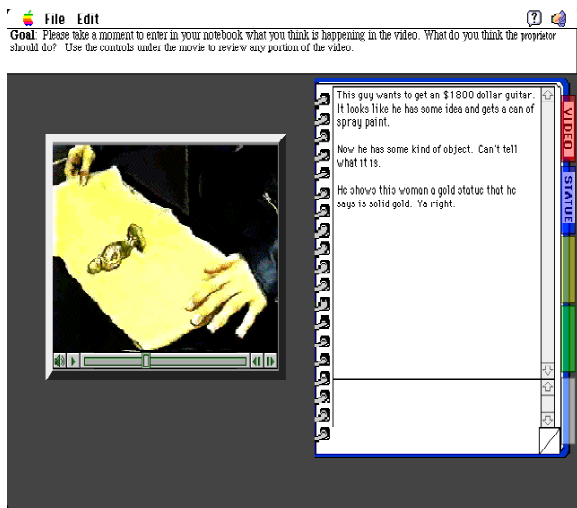 File Edit
Goal: Please take a moment to enter in your notebook what you think is happening in the video. What do you think the proprietor
should do? Use the controls under the movie to review any portion of the video.
This guy wants to get an $1800 dollar guitar.
It looks like he has some idea and gets a can of
spray paint.
Now he has some kind of object. Can't tell
what it is.
He shows this woman a gold statue that he
says is solid gold. Ya right.
VIDEO
STATUE